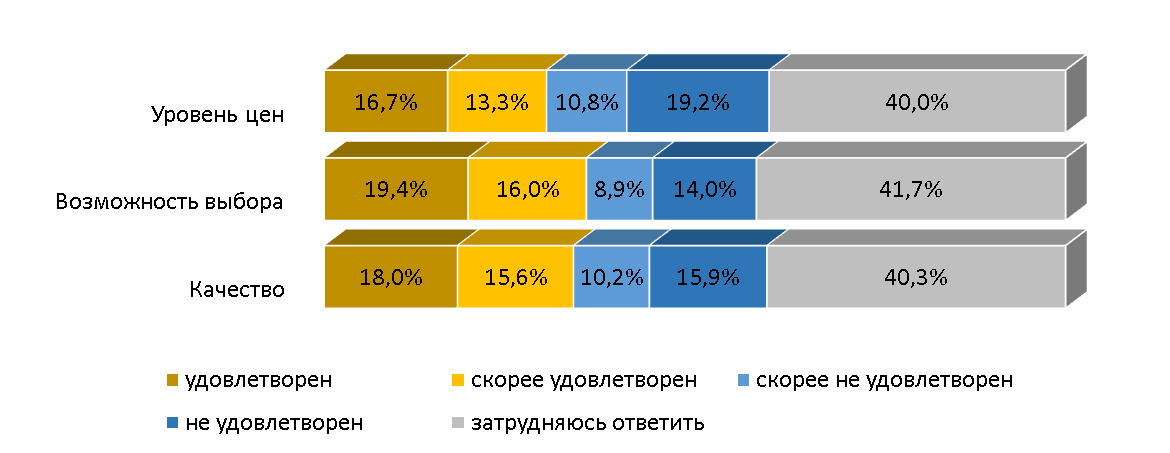 Уровень цен 16,7% 13,3% 10,8% 19,2% 40,0%
Возможность выбора 19,4% 16,0% 8,9% 14,0% 41,7%
Качество 18,0% 15,6% 10,2% 15,9% 40,3%
удовлетворен скорее удовлетворен скорее не удовлетворен
не удовлетворен затрудняюсь ответить